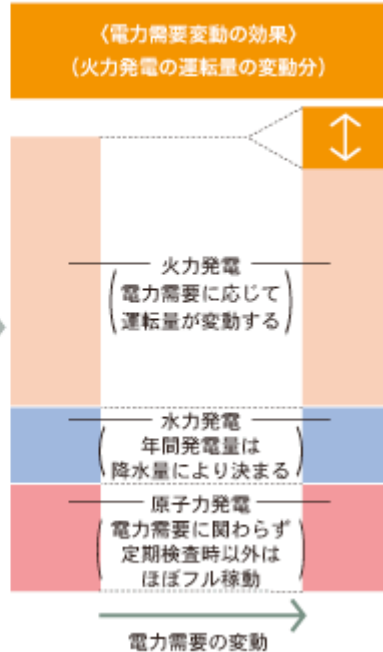 〈電力需要変動の効果〉
（火力発電の運転量の変動分）
火力発電
（電力需要に応じて
運転量が変動する）
水力発電
（年間発電量は
降水量により決まる）
原子力発電
（電力需要に関わらず
定期検査時以外は
ほぼフル稼動）
電力需要の変動